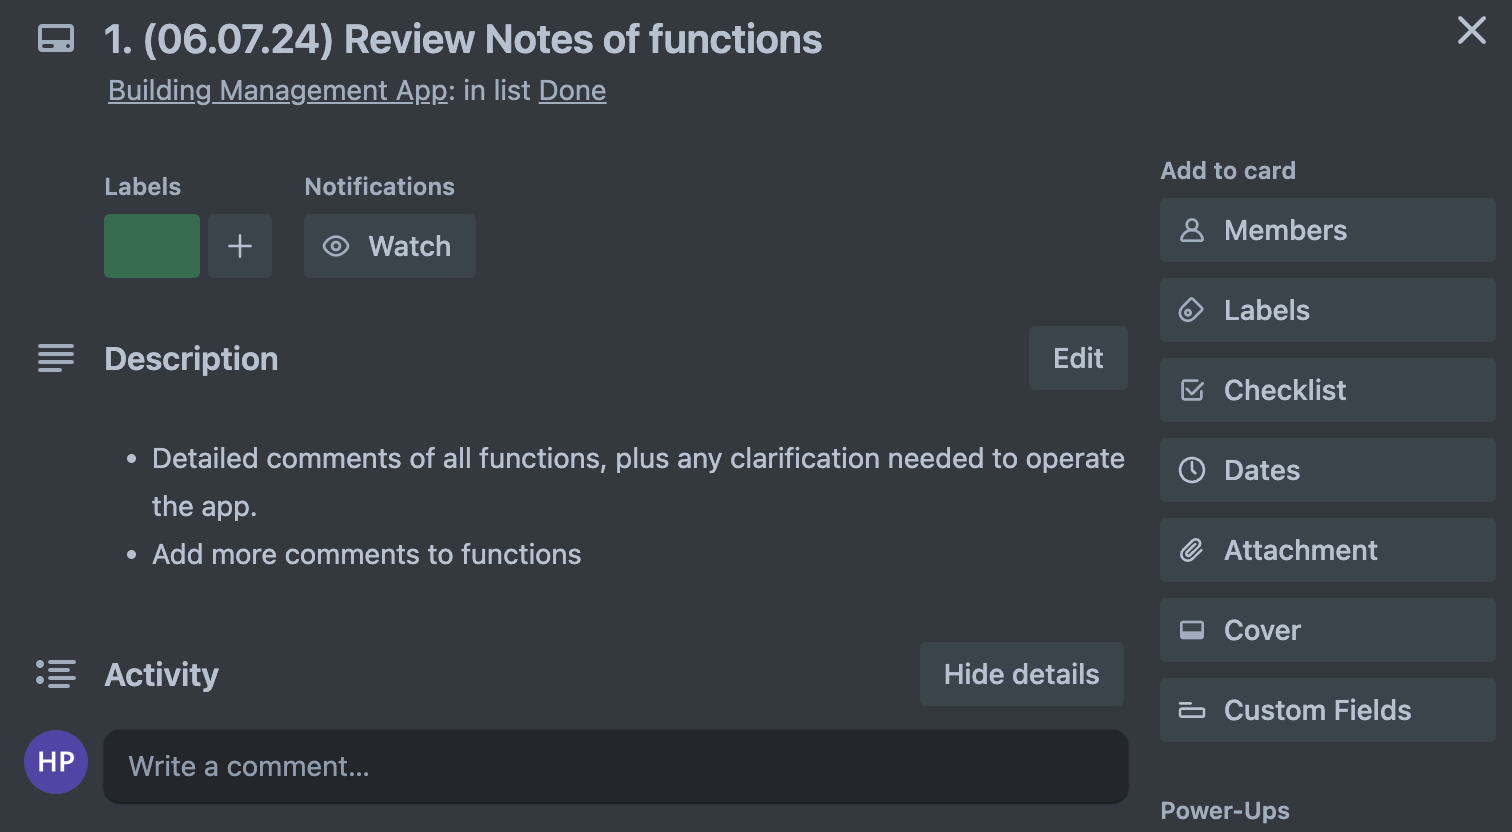 1. (06.07.24) Review Notes of functions
Building Management App: in list Done
Labels
Notifications
Watch
Description
Edit
• Detailed comments of all functions, plus any clarification needed to operate
the app.
• Add more comments to functions
Activity
Hide details
HP
Write a comment...
Add to card
Members
Labels
Checklist
Dates
Attachment
Cover
Custom Fields
Power-Ups